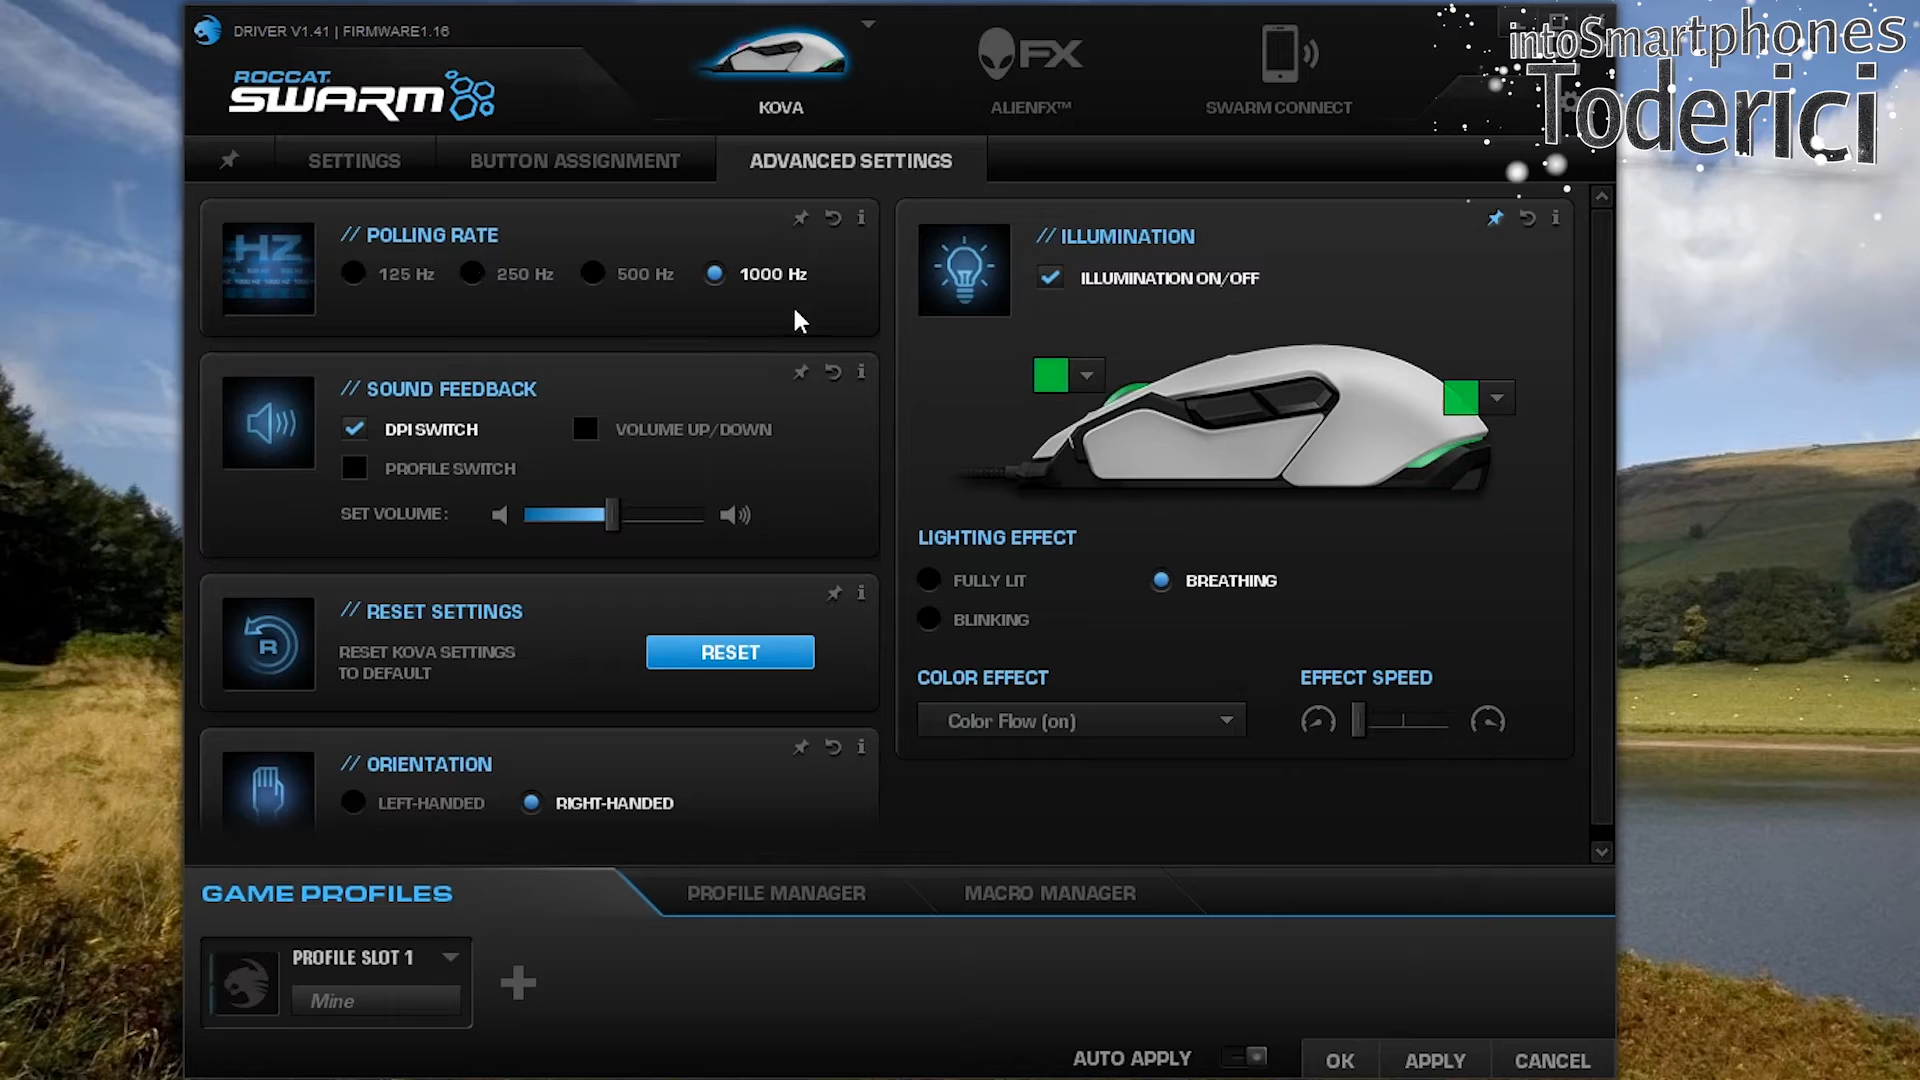 DRIVER V1.41 | FIRMWARE1.16
ROCCAT
SWARM
KOVA
FX
ALIENFX™
SWARM CONNECT
intoSmartphones
Toderici
SETTINGS
BUTTON ASSIGNMENT
ADVANCED SETTINGS
HZ
// POLLING RATE
125 Hz
250 Hz
500 Hz
1000 Hz
// SOUND FEEDBACK
DPI SWITCH
VOLUME UP/DOWN
PROFILE SWITCH
SET VOLUME:
R
// RESET SETTINGS
RESET KOVA SETTINGS
TO DEFAULT
RESET
// ORIENTATION
LEFT-HANDED
RIGHT-HANDED
// ILLUMINATION
ILLUMINATION ON/OFF
LIGHTING EFFECT
FULLY LIT
BREATHING
BLINKING
COLOR EFFECT
Color Flow (on)
EFFECT SPEED
GAME PROFILES
PROFILE MANAGER
MACRO MANAGER
PROFILE SLOT 1
Mine
AUTO APPLY
OK
APPLY
CANCEL